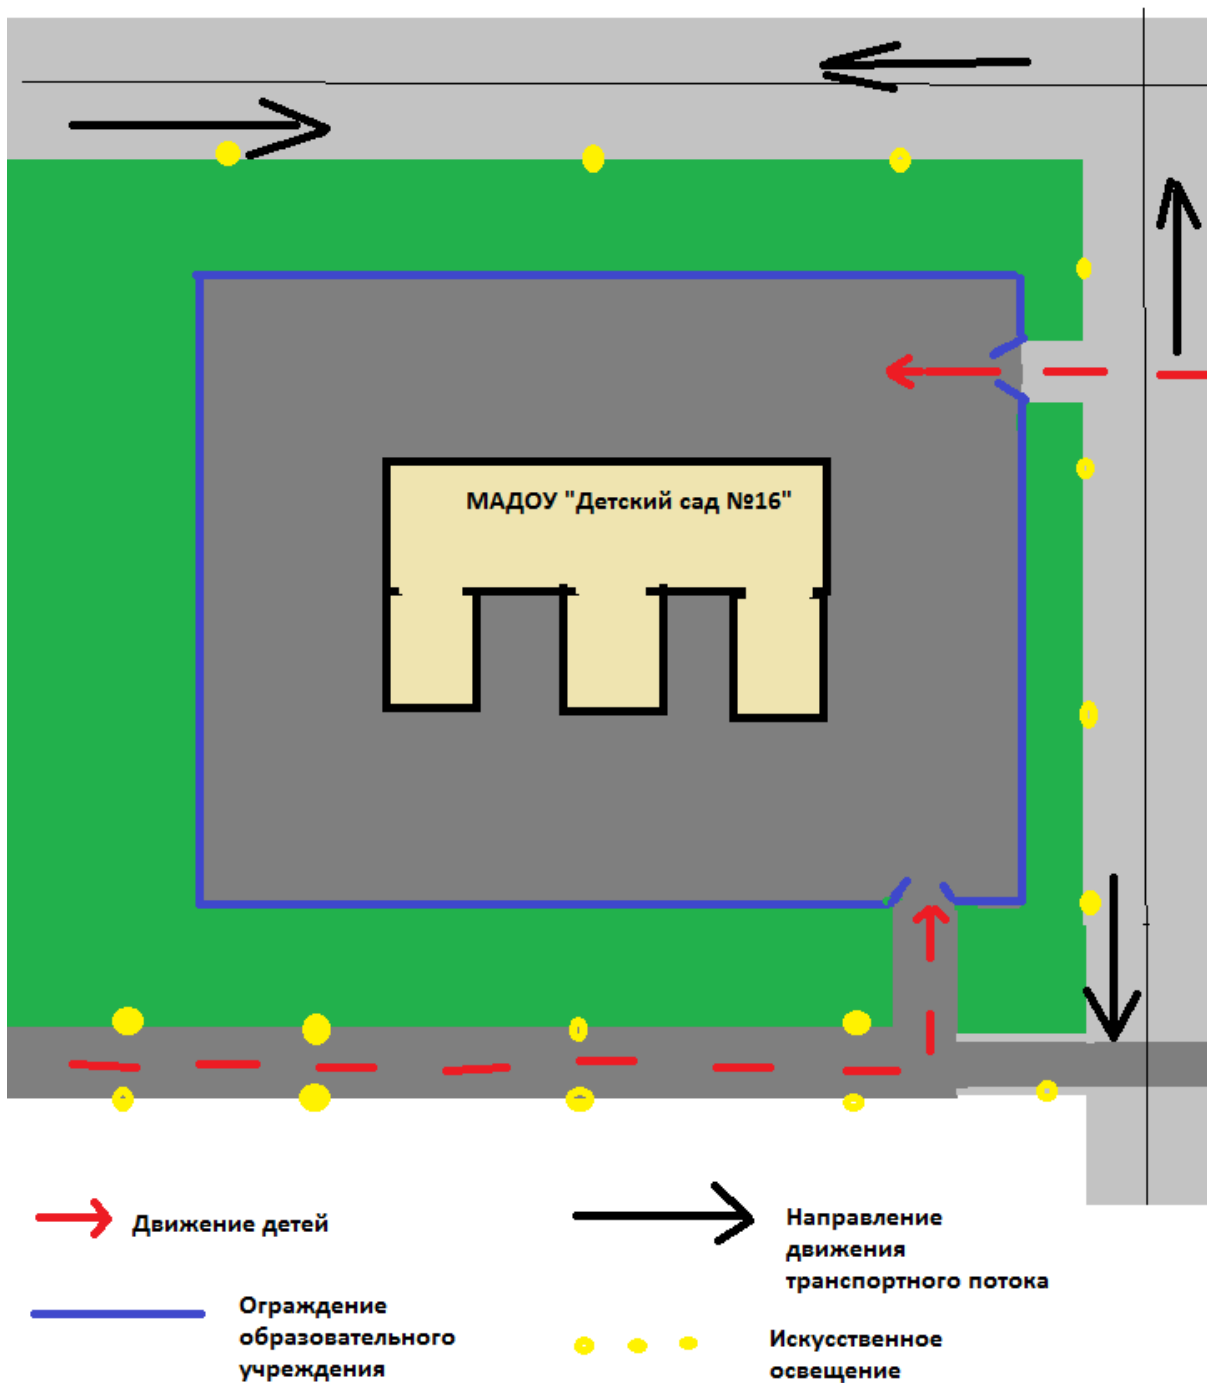 МАДОУ "Детский сад №16"
Движение детей
Направление
движения
транспортного потока
Ограждение
образовательного
учреждения
Искусственное
освещение